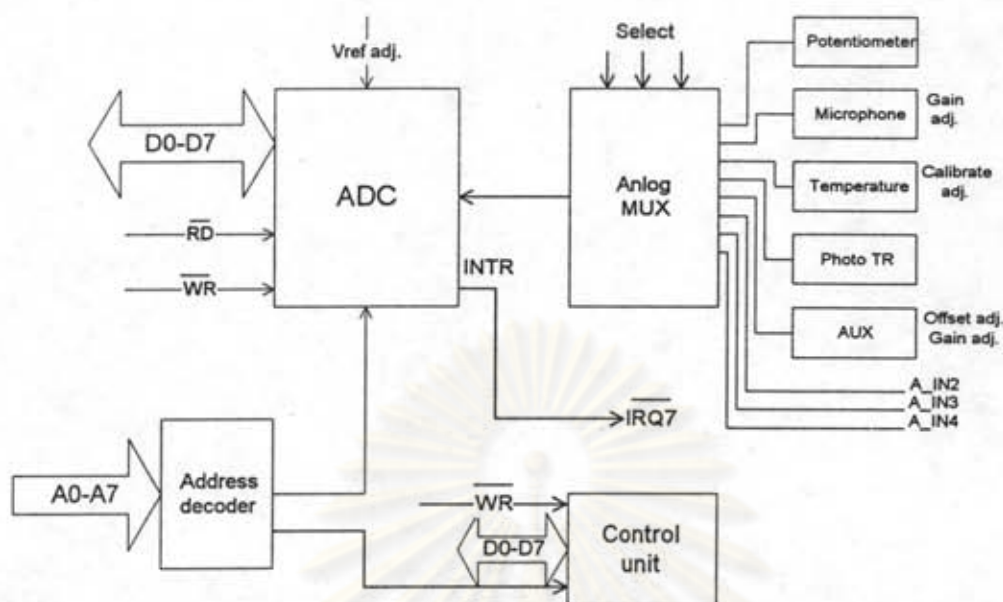 Vref adj.
Select
Potentiometer
Microphone
Gain
adj.
D0-D7
ADC
Anlog
MUX
Temperature
Calibrate
adj.
RD
WR
INTR
Photo TR
AUX
Offset adj.
Gain adj.
A_IN2
A_IN3
A_IN4
IRQ7
A0-A7
Address
decoder
WR
D0-D7
Control
unit